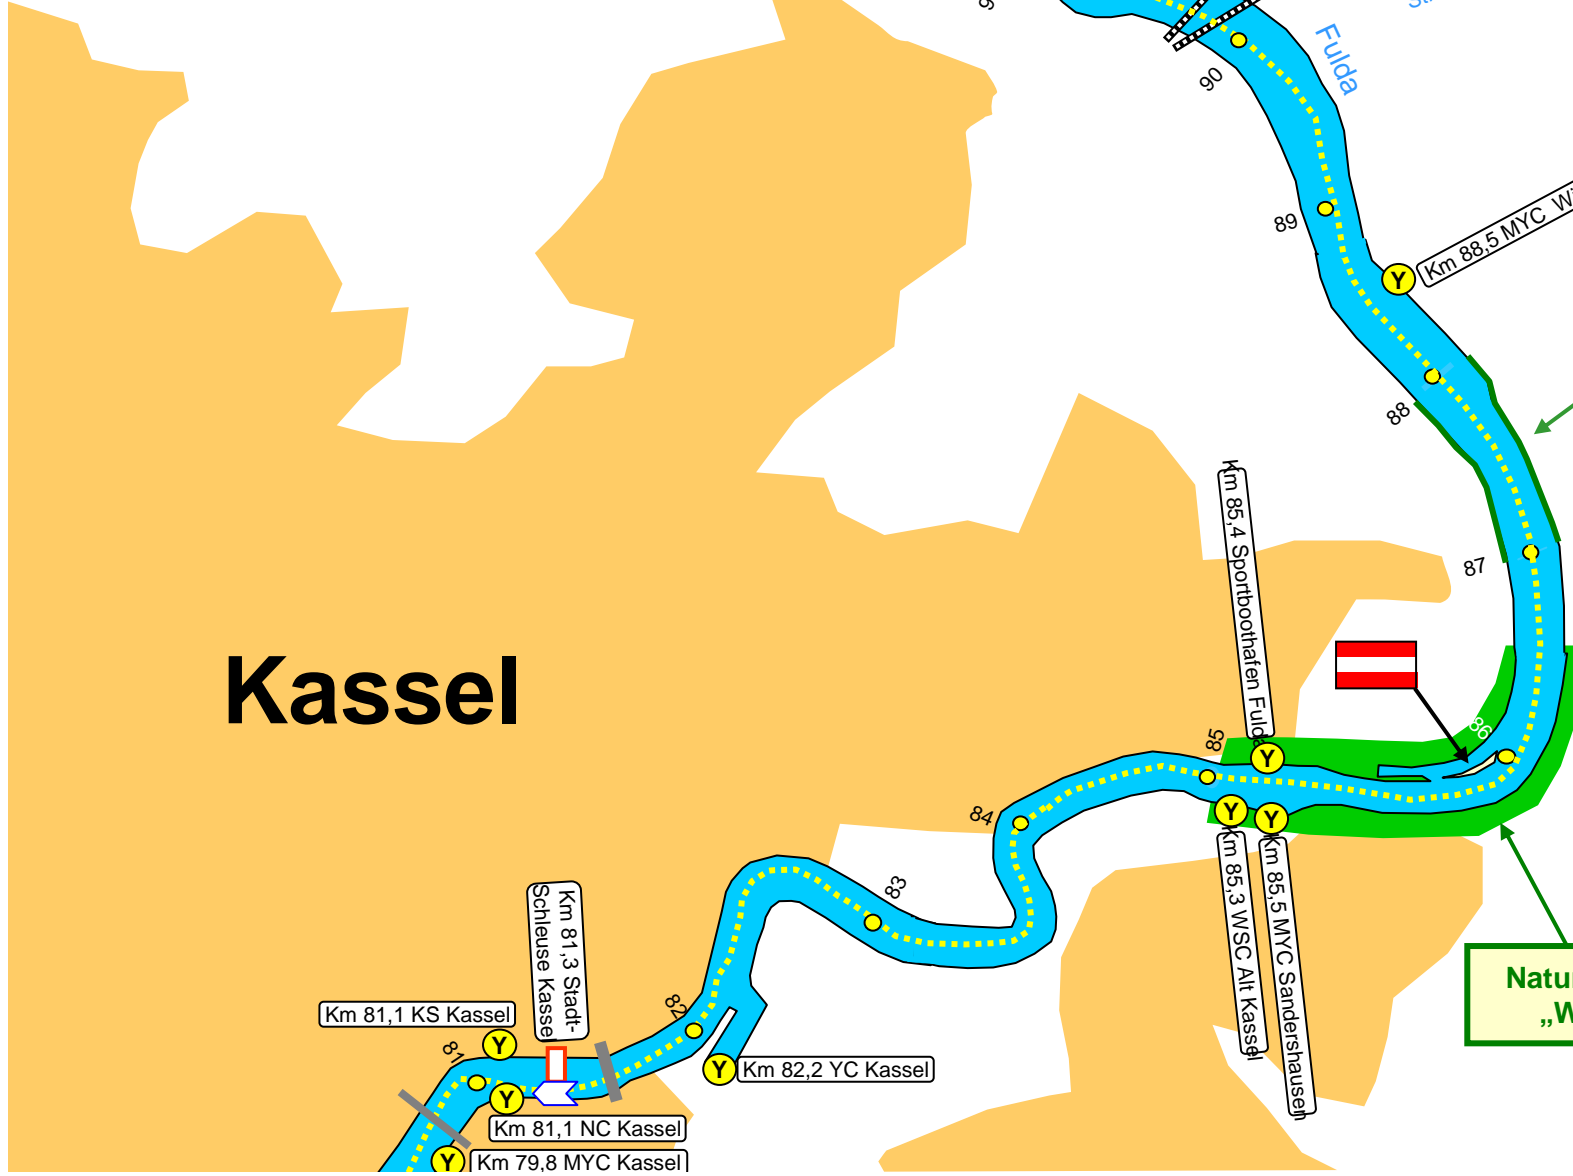 90
Fulda
89
Km 88,5 MYC
88
Km 85,4 Sportboothafen Fulda
87
Kassel
86
85
84
83
Km 85,3 WSC Alt Kassel
Km 85,5 MYC Sandershausen
Km 81,3 Stadt-
Schleuse Kassel
82
Km 81,1 KS Kassel
81
Y
Y
Y
Y
Y
Y
Y
Y
Km 82,2 YC Kassel
Km 81,1 NC Kassel
Km 79,8 MYC Kassel